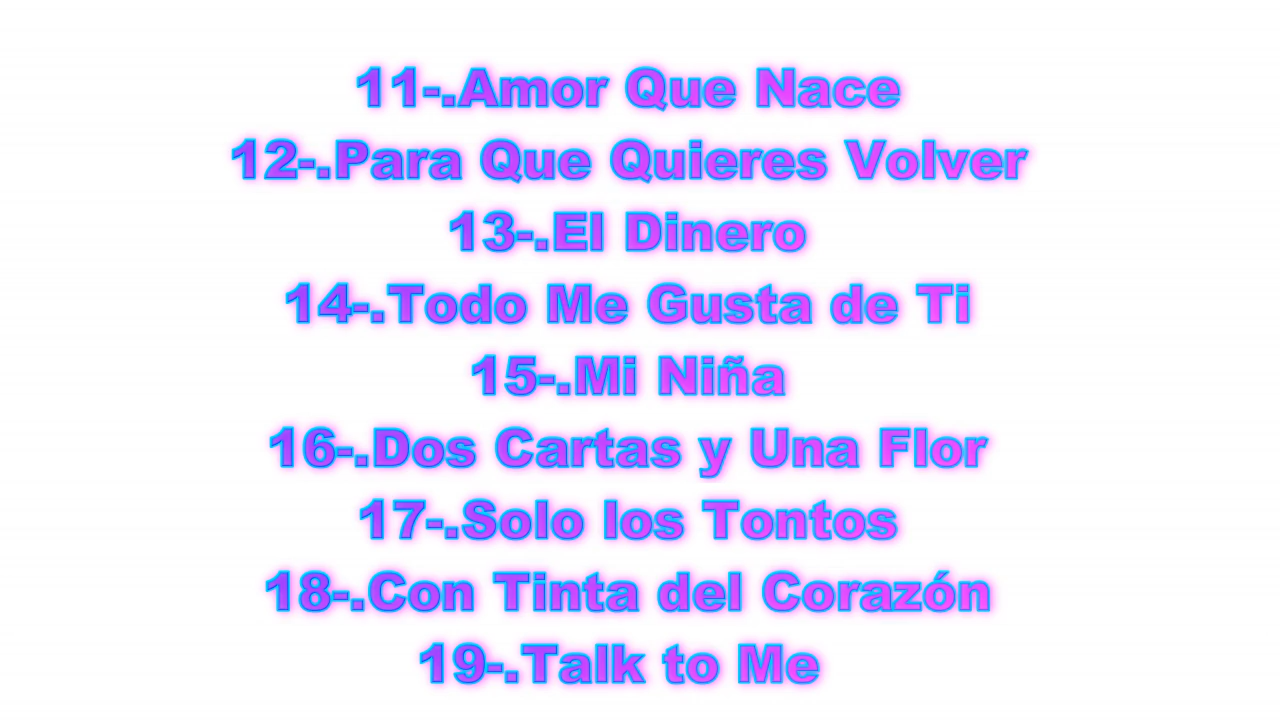 11-.Amor Que Nace
12-.Para Que Quieres Volver
13-.El Dinero
14-.Todo Me Gusta de Ti
15-.Mi Niña
16-.Dos Cartas y Una Flor
17-.Solo los Tontos
18-.Con Tinta del Corazón
19-.Talk to Me